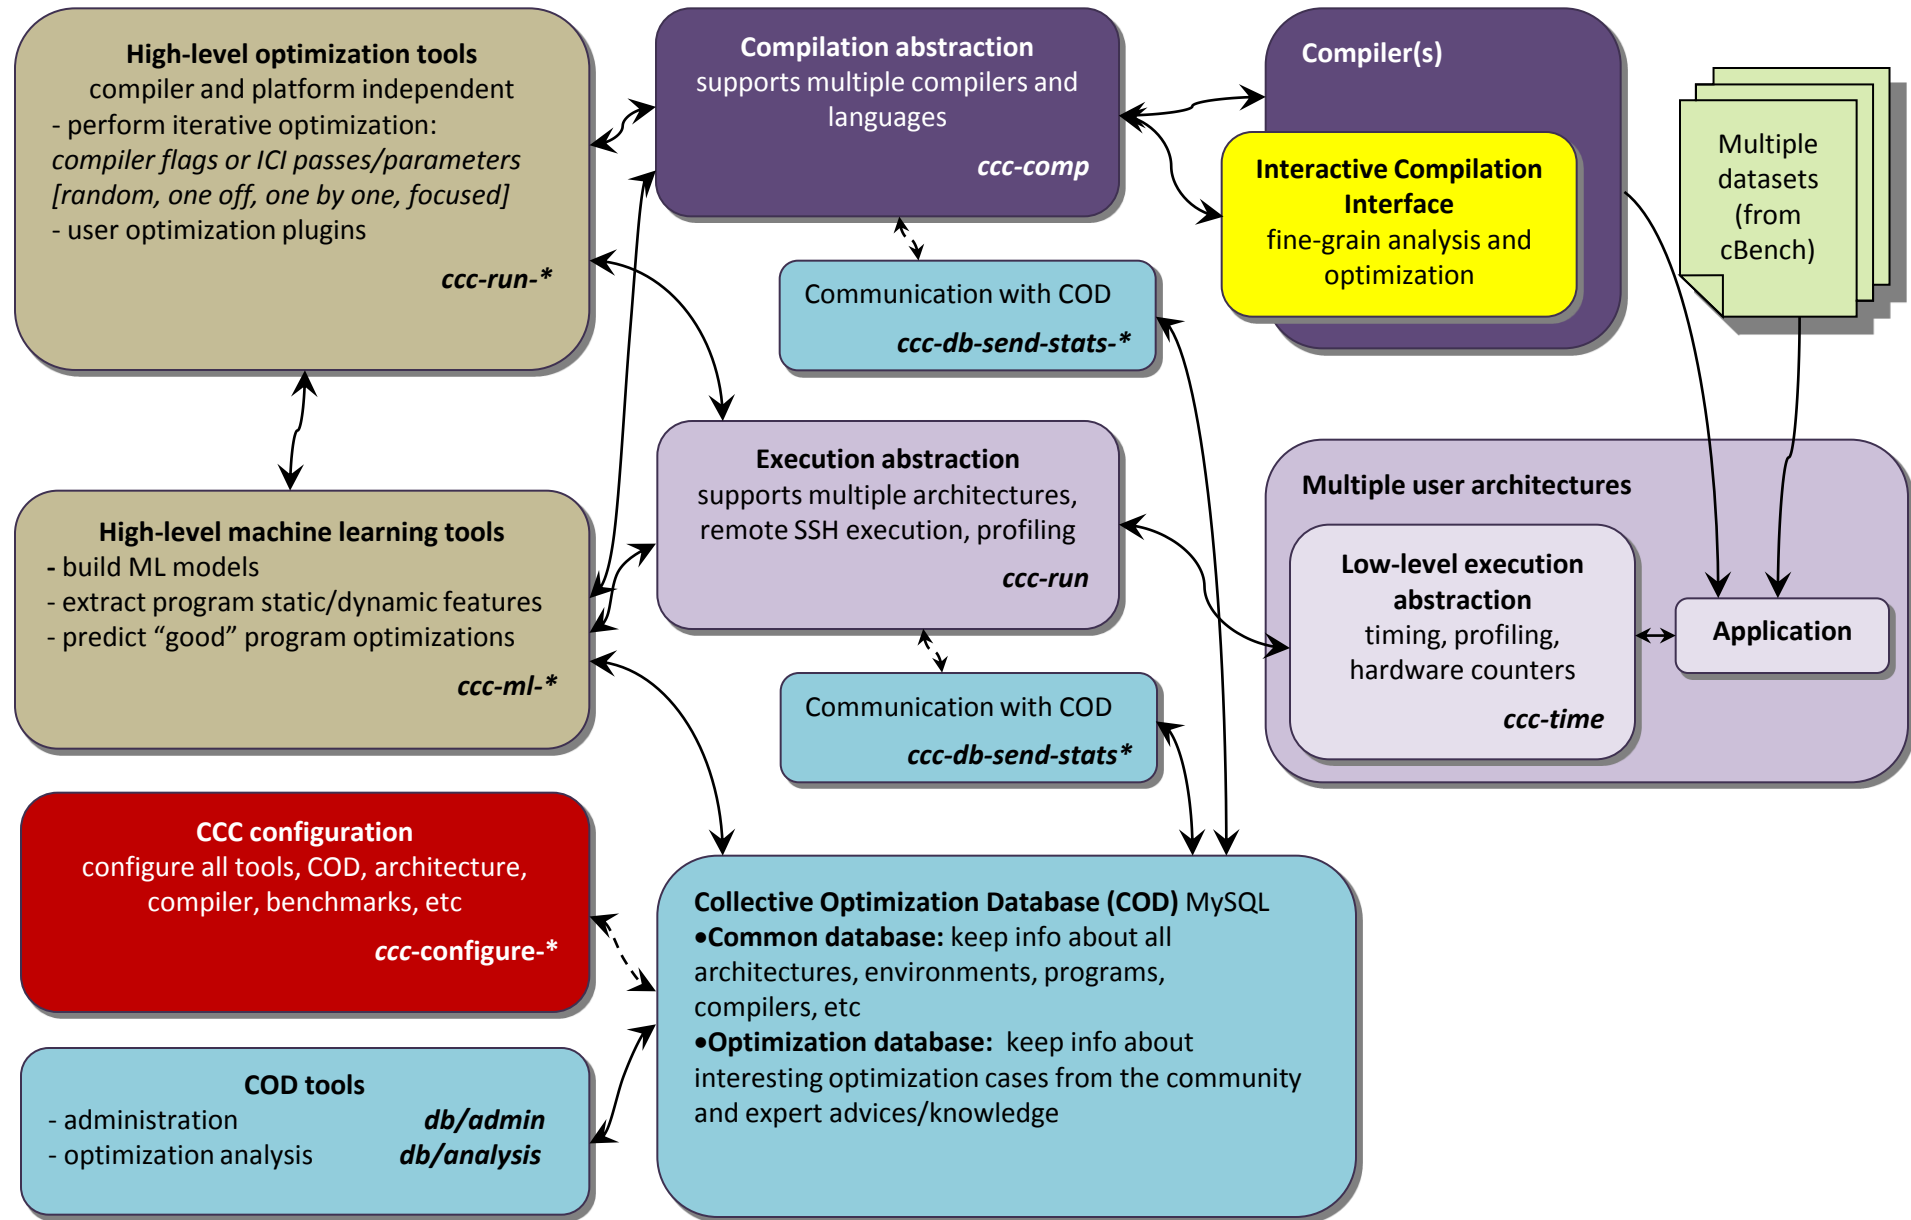 High-level optimization tools
compiler and platform independent
- perform iterative optimization:
compiler flags or ICI passes/parameters
[random, one off, one by one, focused]
- user optimization plugins
ccc-run-*
Compilation abstraction
supports multiple compilers and
languages
ccc-comp
Compiler(s)
Interactive Compilation
Interface
fine-grain analysis and
optimization
Multiple
datasets
(from
cBench)
Communication with COD
ccc-db-send-stats-*
High-level machine learning tools
- build ML models
- extract program static/dynamic features
- predict “good” program optimizations
ccc-ml-*
Execution abstraction
supports multiple architectures,
remote SSH execution, profiling
ccc-run
Multiple user architectures
Low-level execution
abstraction
timing, profiling,
hardware counters
ccc-time
Application
Communication with COD
ccc-db-send-stats*
CCC configuration
configure all tools, COD, architecture,
compiler, benchmarks, etc
ccc-configure-*
Collective Optimization Database (COD) MySQL
•Common database: keep info about all
architectures, environments, programs,
compilers, etc
•Optimization database: keep info about
interesting optimization cases from the community
and expert advices/knowledge
COD tools
- administration db/admin
- optimization analysis db/analysis